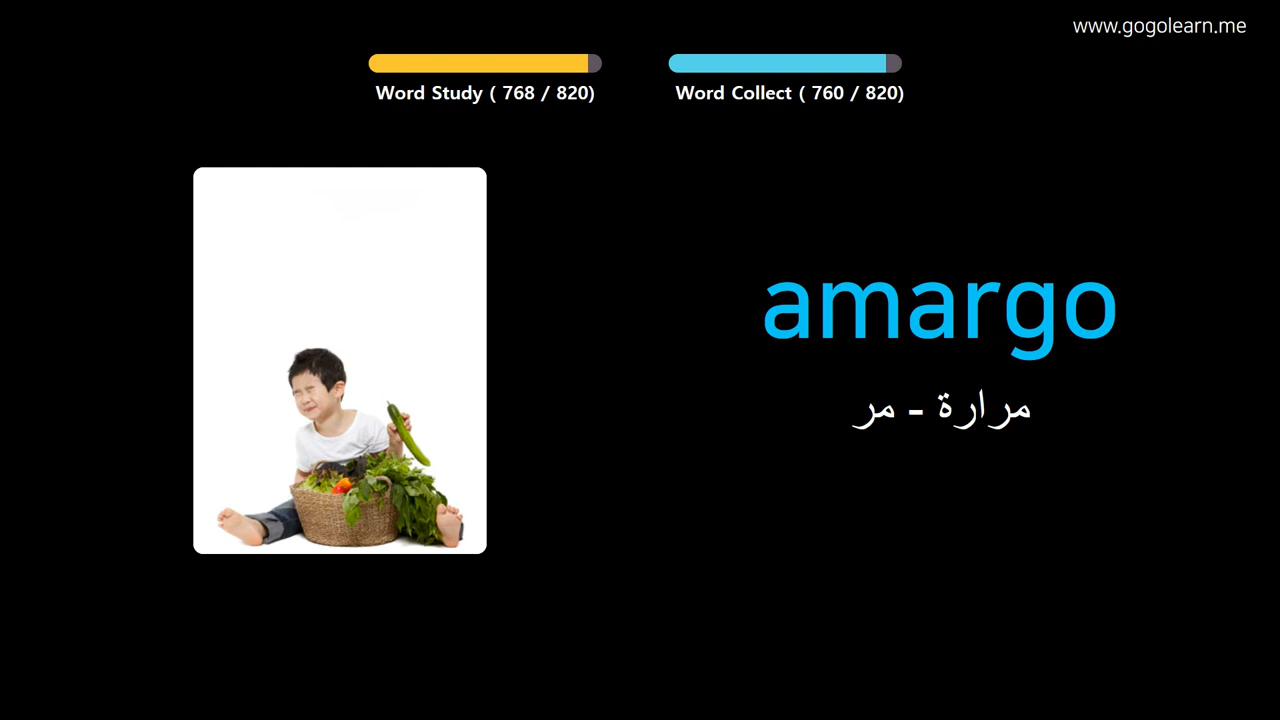 www.gogolearn.me
Word Study ( 768 / 820)
Word Collect ( 760 / 820)
amargo
مرارة - مر